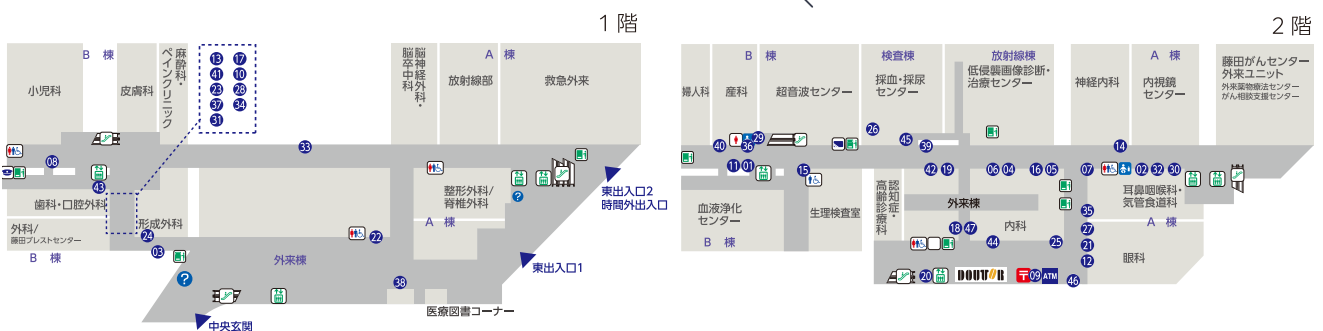 1 階
B 棟
A 棟
小児科
皮膚科
麻酔科・
ペインクリニック
13
17
41
10
23
28
37
34
31
脳神経外科・
脳卒中科
放射線部
救急外来
08
33
43
歯科・口腔外科
外科/
藤田ブレストセンター
B 棟
形成外科
24
03
?
外来棟
22
38
整形外科/
脊椎外科
A 棟
?
東出入口2
時間外出入口
東出入口1
医療図書コーナー
中央玄関
2 階
B 棟
検査棟
放射線棟
A 棟
婦人科
産科
超音波センター
採血・採尿
センター
低侵襲画像診断・
治療センター
神経内科
内視鏡
センター
藤田がんセンター
外来ユニット
外来薬物療法センター
がん相談支援センター
40
36
29
26
45
39
14
11
01
15
42
19
06
04
16
05
07
02
32
30
血液浄化
センター
B 棟
生理検査室
認知症・
高齢診療科
外来棟
内科
18
47
44
25
35
27
21
12
46
耳鼻咽喉科・
気管食道科
A 棟
眼科
20
DOUTOR
〒
09
ATM